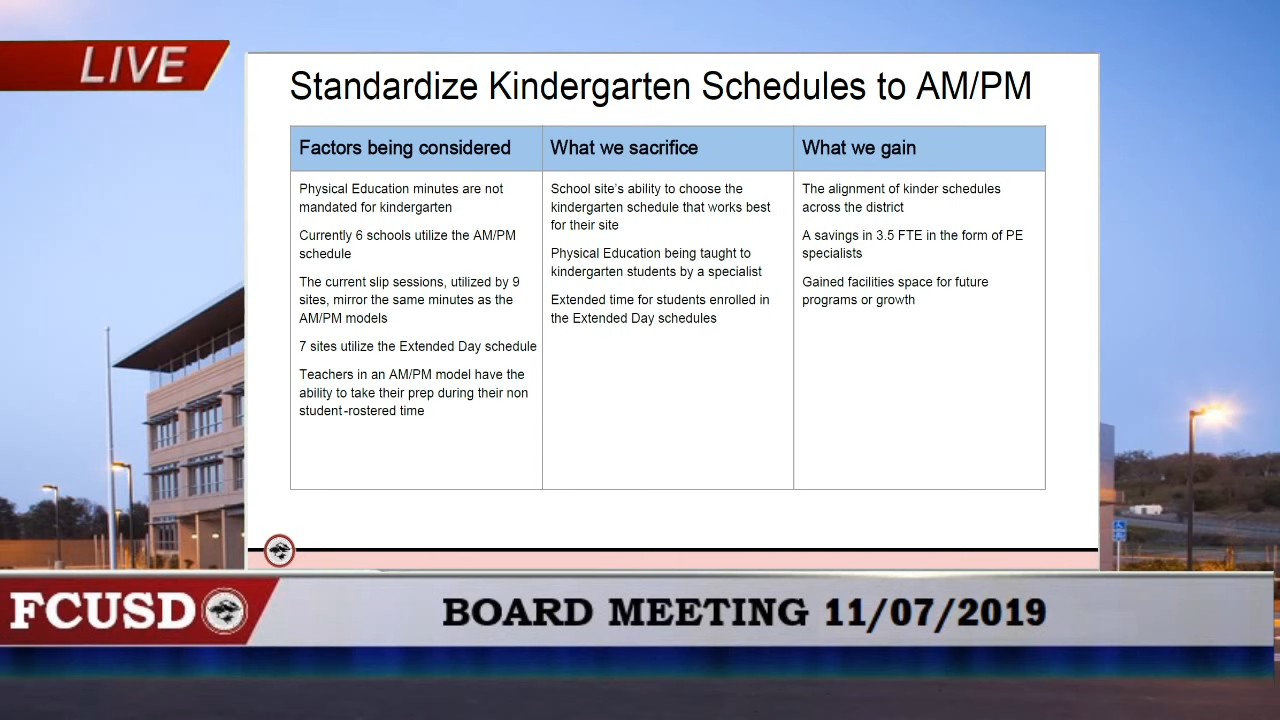 LIVE
Standardize Kindergarten Schedules to AM/PM
Factors being considered
What we sacrifice
What we gain
Physical Education minutes are not
mandated for kindergarten
Currently 6 schools utilize the AM/PM
schedule
The current slip sessions, utilized by 9
sites, mirror the same minutes as the
AM/PM models
7 sites utilize the Extended Day schedule
Teachers in an AM/PM model have the
ability to take their prep during their non
student-rostered time
School site's ability to choose the
kindergarten schedule that works best
for their site
Physical Education being taught to
kindergarten students by a specialist
Extended time for students enrolled in
the Extended Day schedules
The alignment of kinder schedules
across the district
A savings in 3.5 FTE in the form of PE
specialists
Gained facilities space for future
programs or growth
FCUSD
BOARD MEETING 11/07/2019